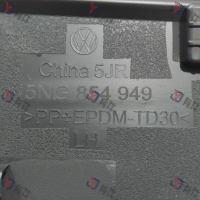 China 5JR
5NG 854 949
>PP+EPDM-TD30<
LH